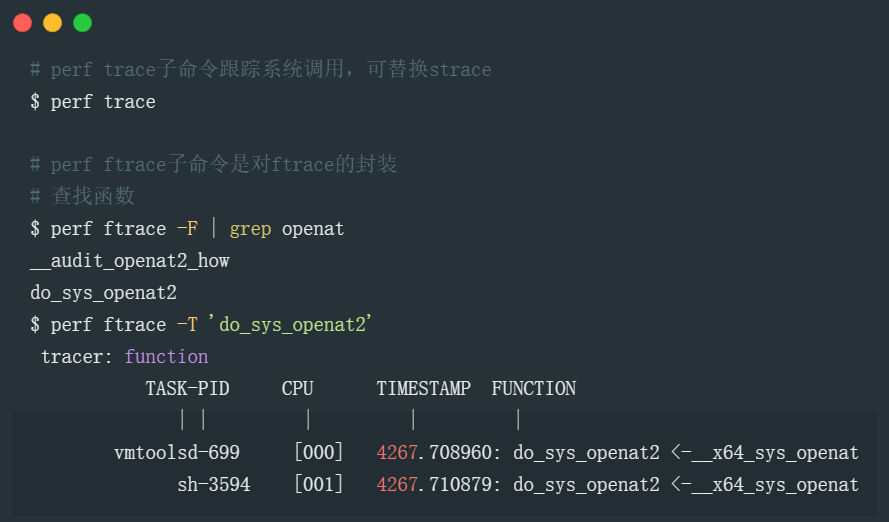 # perf trace子命令跟踪系统调用，可替换strace
$ perf trace
# perf ftrace子命令是对ftrace的封装
# 查找函数
$ perf ftrace -F | grep openat
__audit_openat2_how
do_sys_openat2
$ perf ftrace -T 'do_sys_openat2'
 tracer: function
           TASK-PID     CPU      TIMESTAMP  FUNCTION
              | |         |         |         |
        vmtoolsd-699     [000]   4267.708960: do_sys_openat2 <-__x64_sys_openat
              sh-3594    [001]   4267.710879: do_sys_openat2 <-__x64_sys_openat